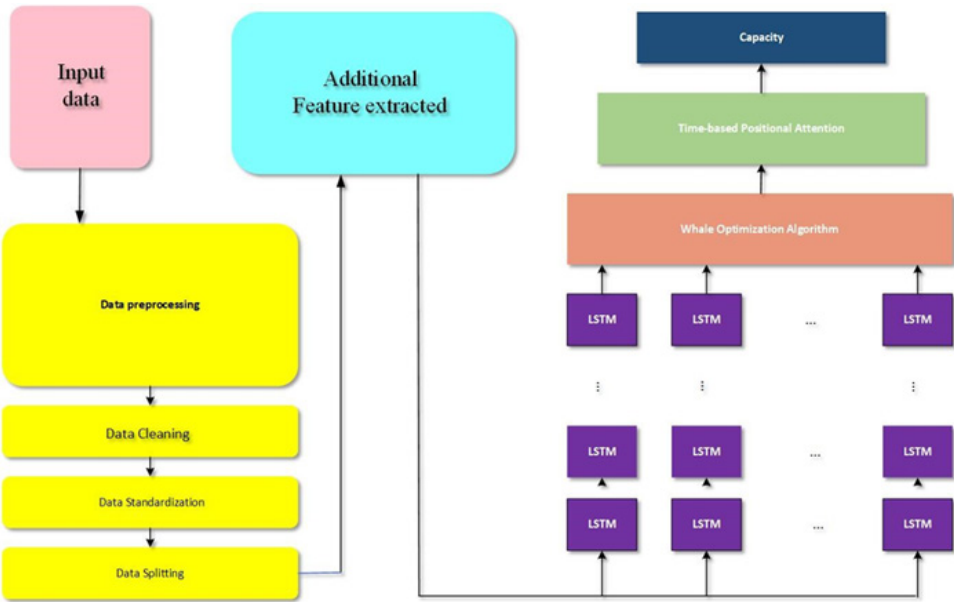 Input
data
Data preprocessing
Data Cleaning
Data Standardization
Data Splitting
Additional
Feature extracted
Capacity
Time-based Positional Attention
Whale Optimization Algorithm
LSTM LSTM ... LSTM
⋮ ⋮ ⋮
LSTM LSTM ... LSTM
LSTM LSTM ... LSTM